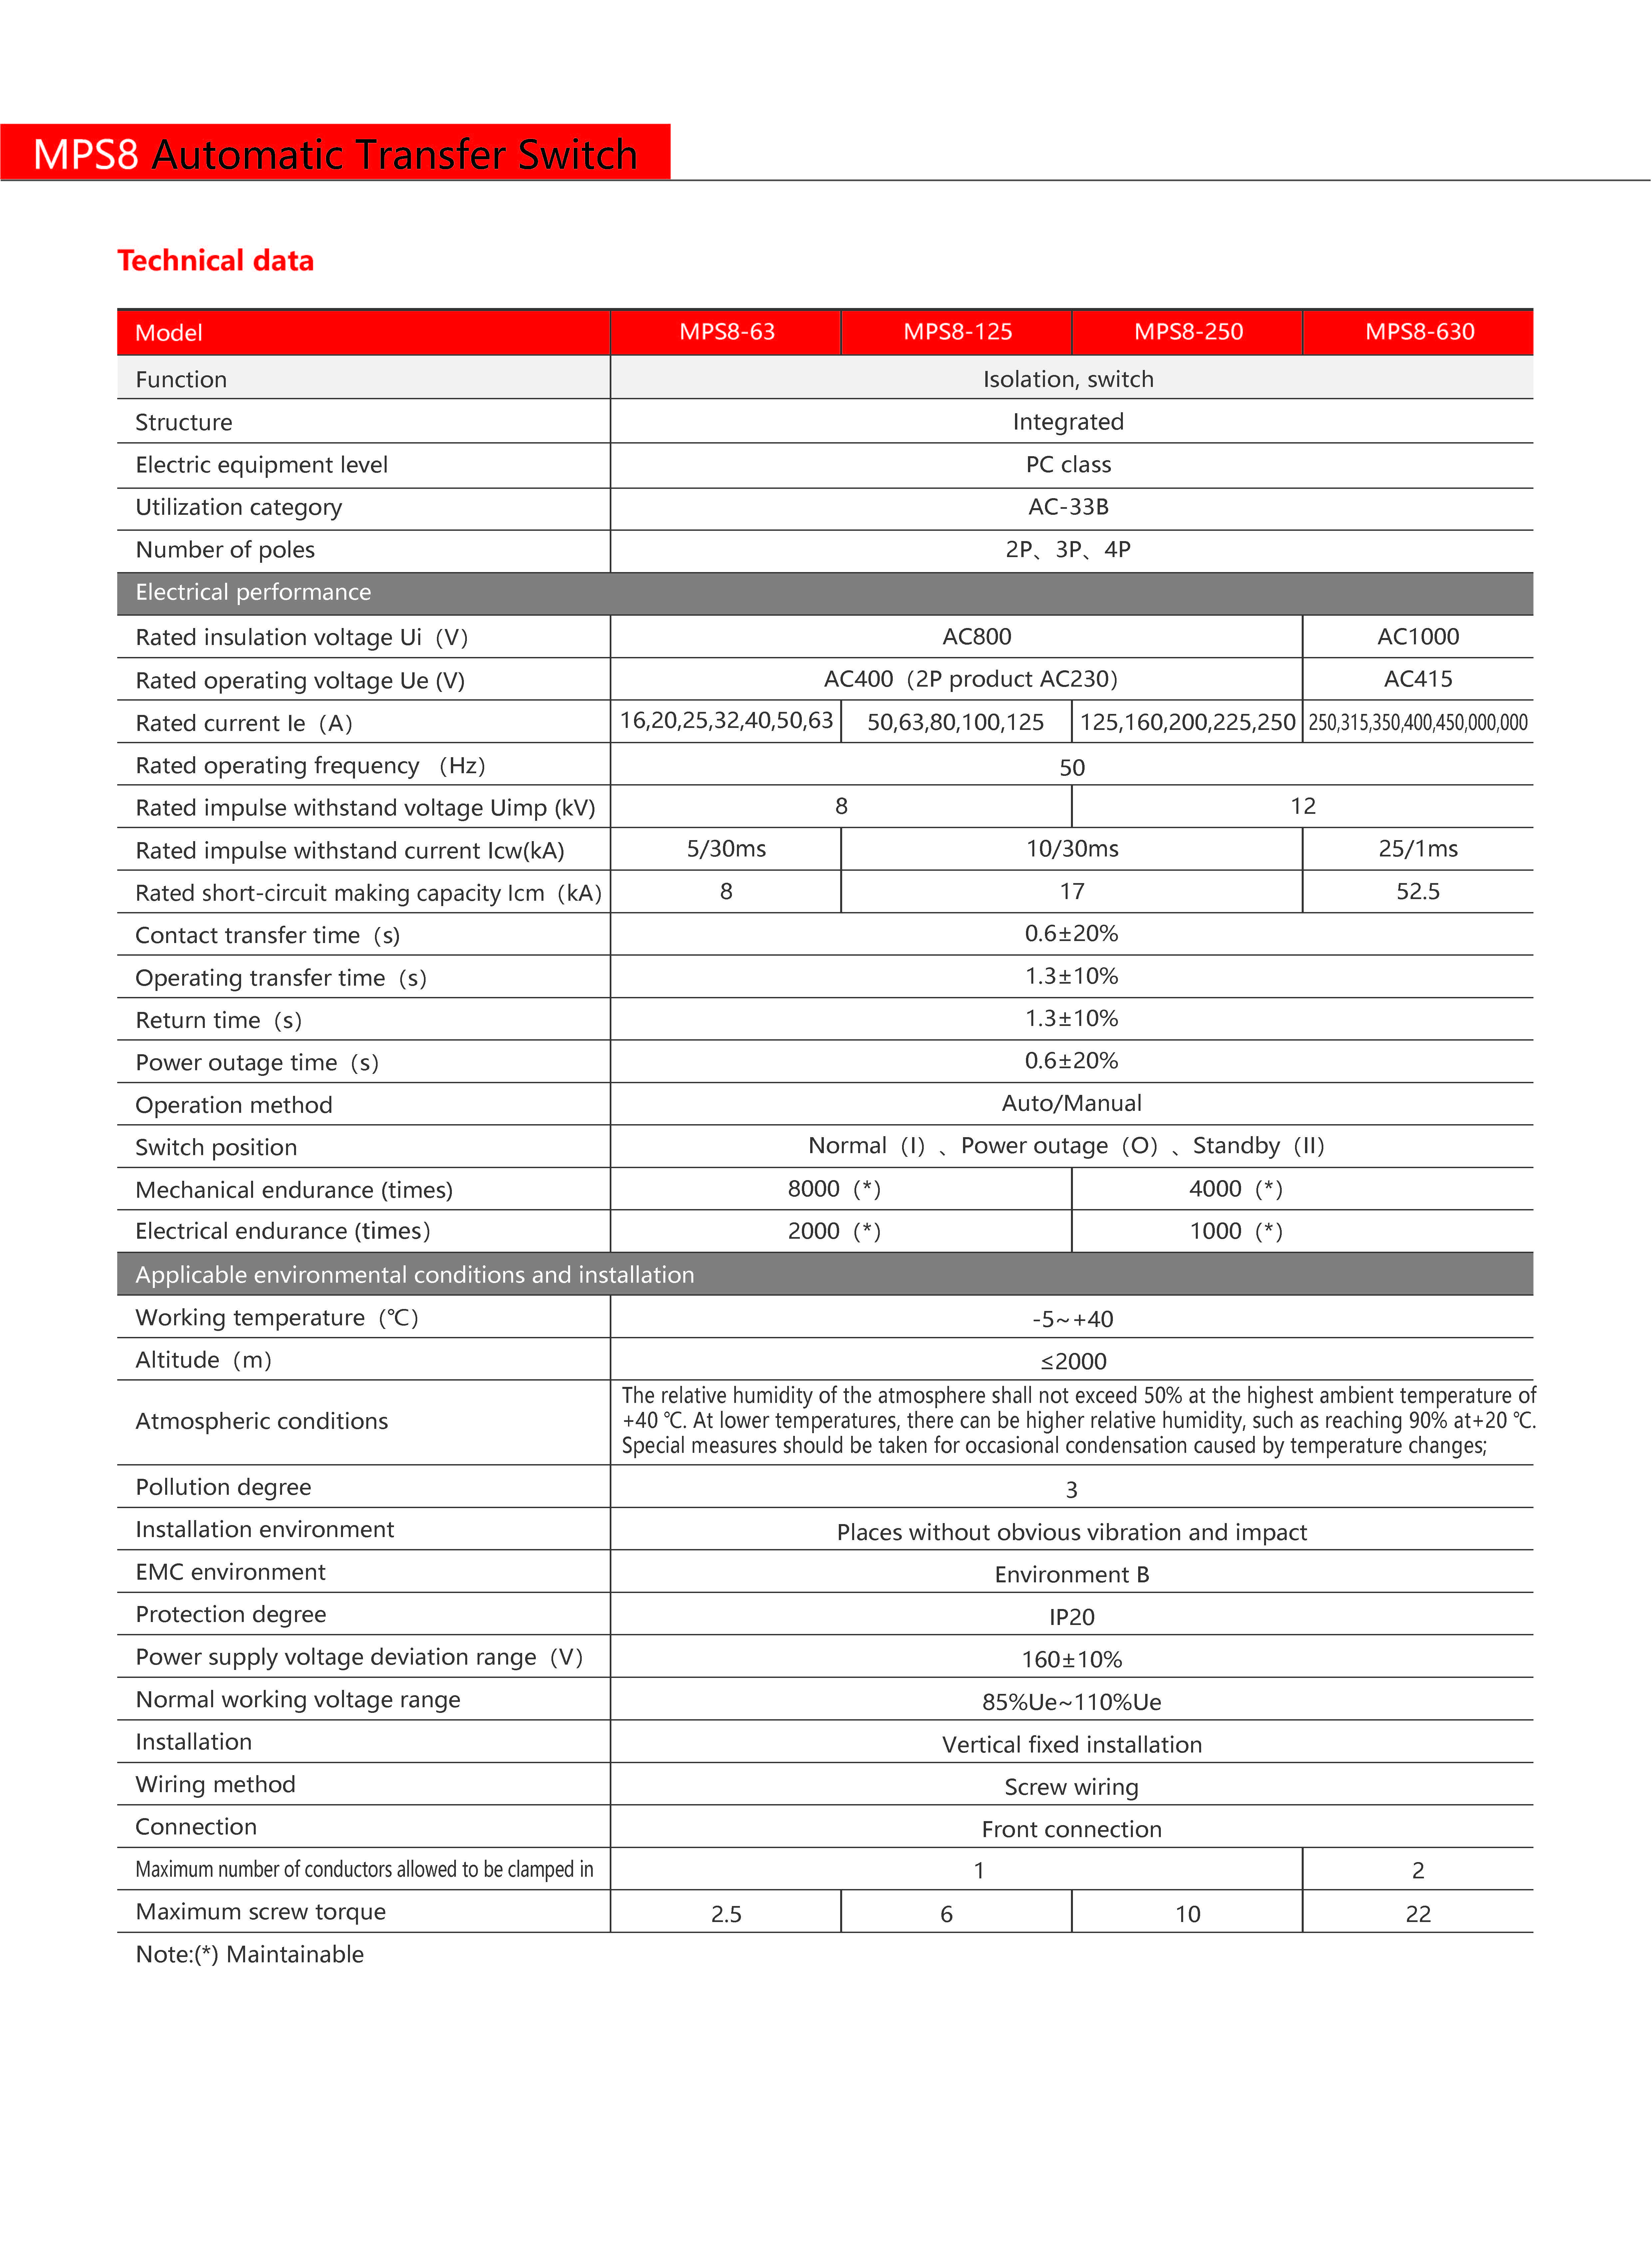 MPS8 Automatic Transfer Switch
Technical data
Model MPS8-63 MPS8-125 MPS8-250 MPS8-630
Function Isolation, switch
Structure Integrated
Electric equipment level PC class
Utilization category AC-33B
Number of poles 2P、3P、4P
Electrical performance
Rated insulation voltage Ui（V） AC800 AC1000
Rated operating voltage Ue (V) AC400（2P product AC230） AC415
Rated current Ie（A） 16,20,25,32,40,50,63 50,63,80,100,125 125,160,200,225,250 250,315,350,400,450,000,000
Rated operating frequency （Hz） 50
Rated impulse withstand voltage Uimp (kV) 8 12
Rated impulse withstand current Icw(kA) 5/30ms 10/30ms 25/1ms
Rated short-circuit making capacity Icm（kA） 8 17 52.5
Contact transfer time（s) 0.6±20%
Operating transfer time（s） 1.3±10%
Return time（s） 1.3±10%
Power outage time（s） 0.6±20%
Operation method Auto/Manual
Switch position Normal（I）、Power outage（O）、Standby（II）
Mechanical endurance (times) 8000（*） 4000（*）
Electrical endurance (times） 2000（*） 1000（*）
Applicable environmental conditions and installation
Working temperature（℃） -5~+40
Altitude（m） ≤2000
Atmospheric conditions The relative humidity of the atmosphere shall not exceed 50% at the highest ambient temperature of
+40 ℃. At lower temperatures, there can be higher relative humidity, such as reaching 90% at+20 ℃.
Special measures should be taken for occasional condensation caused by temperature changes;
Pollution degree 3
Installation environment Places without obvious vibration and impact
EMC environment Environment B
Protection degree IP20
Power supply voltage deviation range（V） 160±10%
Normal working voltage range 85%Ue~110%Ue
Installation Vertical fixed installation
Wiring method Screw wiring
Connection Front connection
Maximum number of conductors allowed to be clamped in 1 2
Maximum screw torque 2.5 6 10 22
Note:(*) Maintainable